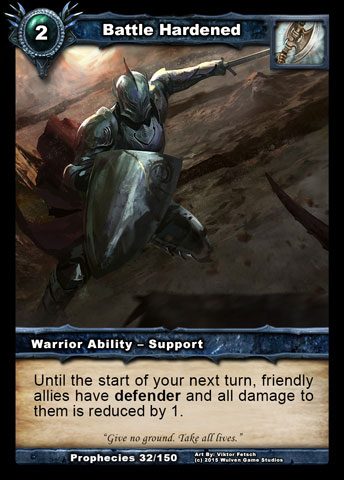 2
Battle Hardened
Warrior Ability – Support
Until the start of your next turn, friendly
allies have defender and all damage to
them is reduced by 1.
"Give no ground. Take all lives."
Prophecies 32/150
Art By: Viktor Fetsch
(c) 2015 Wulven Game Studios